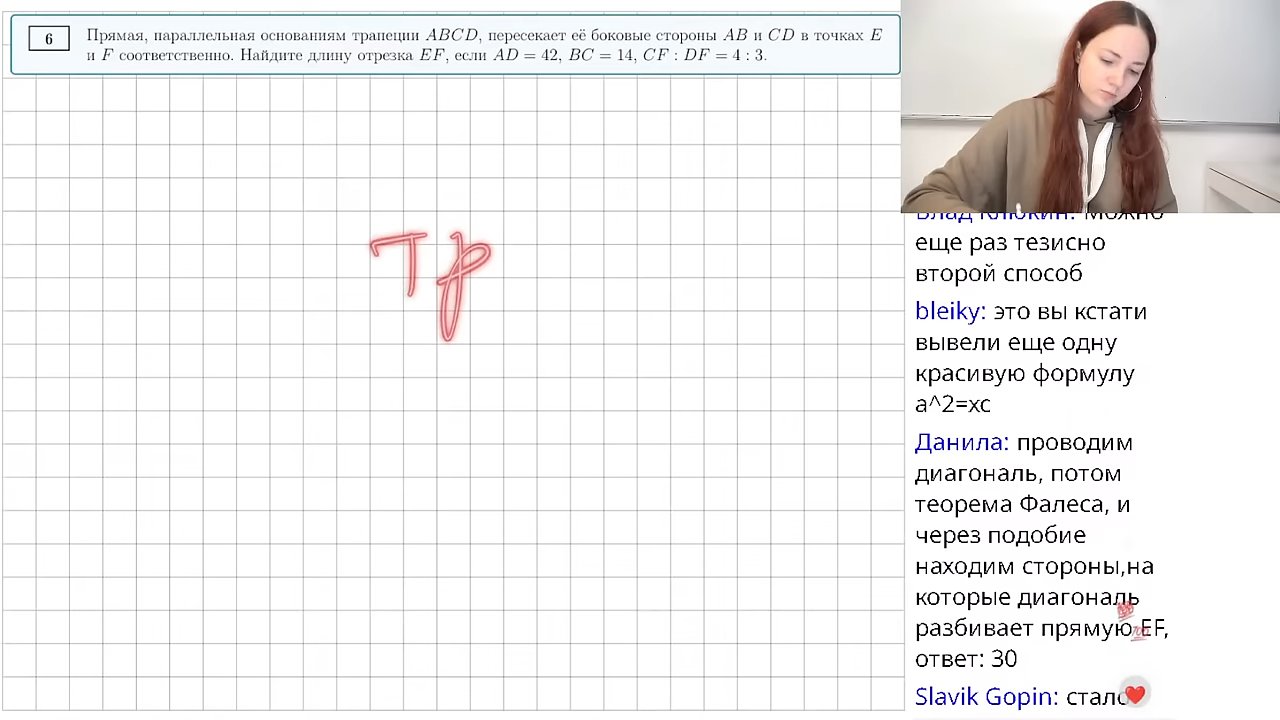 6
Прямая, параллельная основаниям трапеции ABCD, пересекает её боковые стороны AB и CD в точках E
и F соответственно. Найдите длину отрезка EF, если AD = 42, BC = 14, CF : DF = 4 : 3.
тр
Влад Клюкин: Можно
еще раз тезисно
второй способ
bleiky: это вы кстати
вывели еще одну
красивую формулу
a^2=xc
Данила: проводим
диагональ, потом
теорема Фалеса, и
через подобие
находим стороны,на
которые диагональ
разбивает прямую EF,
ответ: 30
Slavik Gopin: